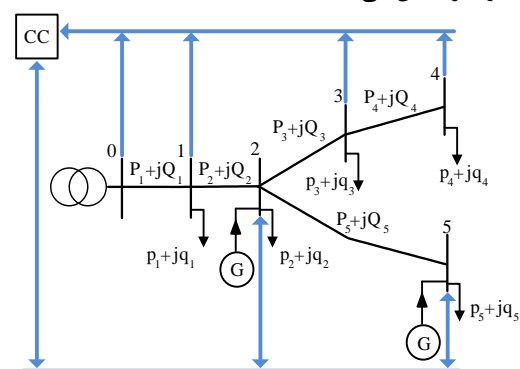 CC
4
3
P₄+jQ₄
P₃+jQ₃
0
1
2
P₁+jQ₁
P₂+jQ₂
p₃+jq₃
p₄+jq₄
P₅+jQ₅
5
p₁+jq₁
p₂+jq₂
G
p₅+jq₅
G